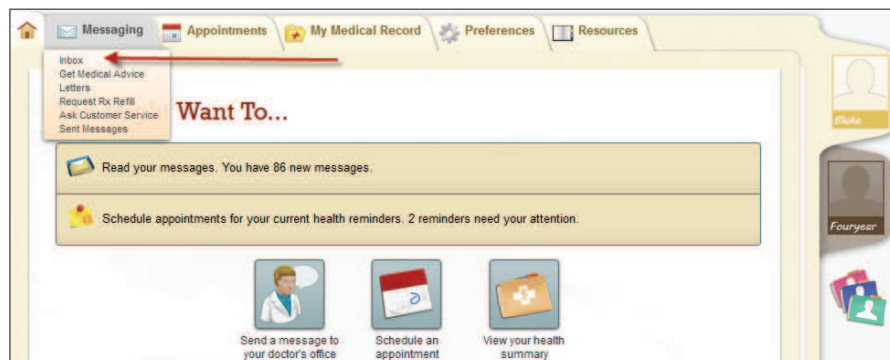 Messaging
Appointments
My Medical Record
Preferences
Resources
Inbox
Get Medical Advice
Letters
Request Rx Refill
Ask Customer Service
Sent Messages
Want To...
Read your messages. You have 86 new messages.
Schedule appointments for your current health reminders. 2 reminders need your attention.
Send a message to
your doctor's office
Schedule an
appointment
View your health
summary
Blake
Fouryear